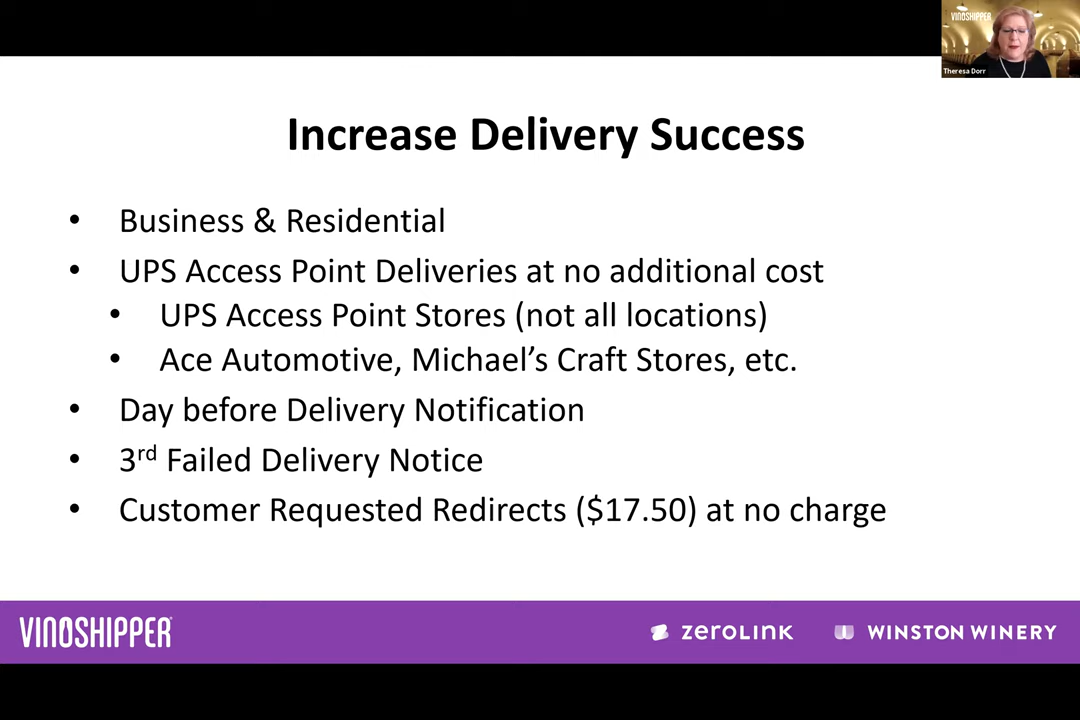 VINOSHIPPER
Theresa Dorr
Increase Delivery Success
• Business & Residential
• UPS Access Point Deliveries at no additional cost
• UPS Access Point Stores (not all locations)
• Ace Automotive, Michael’s Craft Stores, etc.
• Day before Delivery Notification
• 3rd Failed Delivery Notice
• Customer Requested Redirects ($17.50) at no charge
VINOSHIPPER
zeroLINK
WINSTON WINERY